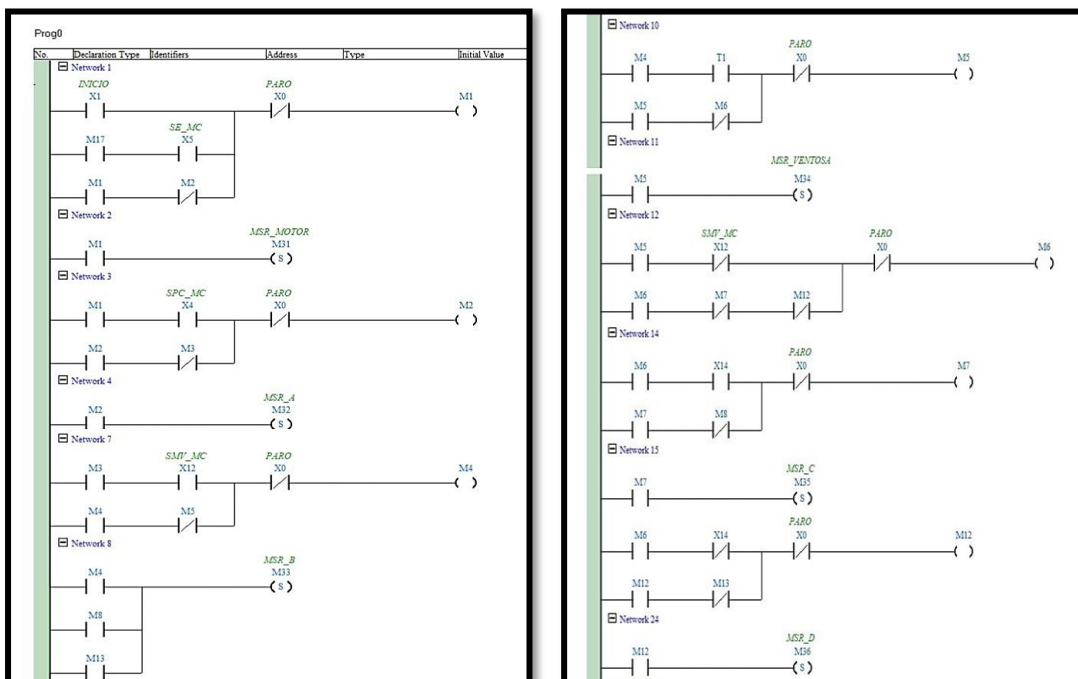 Prog0
No. Declaration Type Identifiers Address Type Initial Value
Network 1
INICIO PARO
X1 X0 M1
SE_MC
M17 X5
M1 M2
Network 2
MSR_MOTOR
M1 M31
S
Network 3
SPC_MC PARO
M1 X4 X0 M2
M2 M3
Network 4
MSR_A
M2 M32
S
Network 7
SMV_MC PARO
M3 X12 X0 M4
M4 M5
Network 8
MSR_B
M4 M33
S
M8
M13
Network 10
PARO
M4 T1 X0 M5
M5 M6
Network 11
MSR_VENTOSA
M5 M34
S
Network 12
SMV_MC PARO
M5 X12 X0 M6
M6 M7 M12
Network 14
PARO
M6 X14 X0 M7
M7 M8
Network 15
MSR_C
M7 M35
S
PARO
M6 X14 X0 M12
M12 M13
Network 24
MSR_D
M12 M36
S